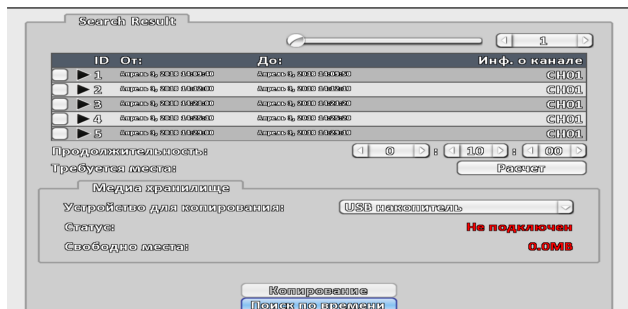 Search Result
1
ID От: До: Инф. о канале
1 CH01
2 CH01
3 CH01
4 CH01
5 CH01
Продолжительность: 0 : 10 : 00
Требуется места: Расчет
Медиа хранилище
Устройство для копирования: USB накопитель
Статус: Не подключен
Свободно места: 0.0MB
Копирование
Поиск по времени